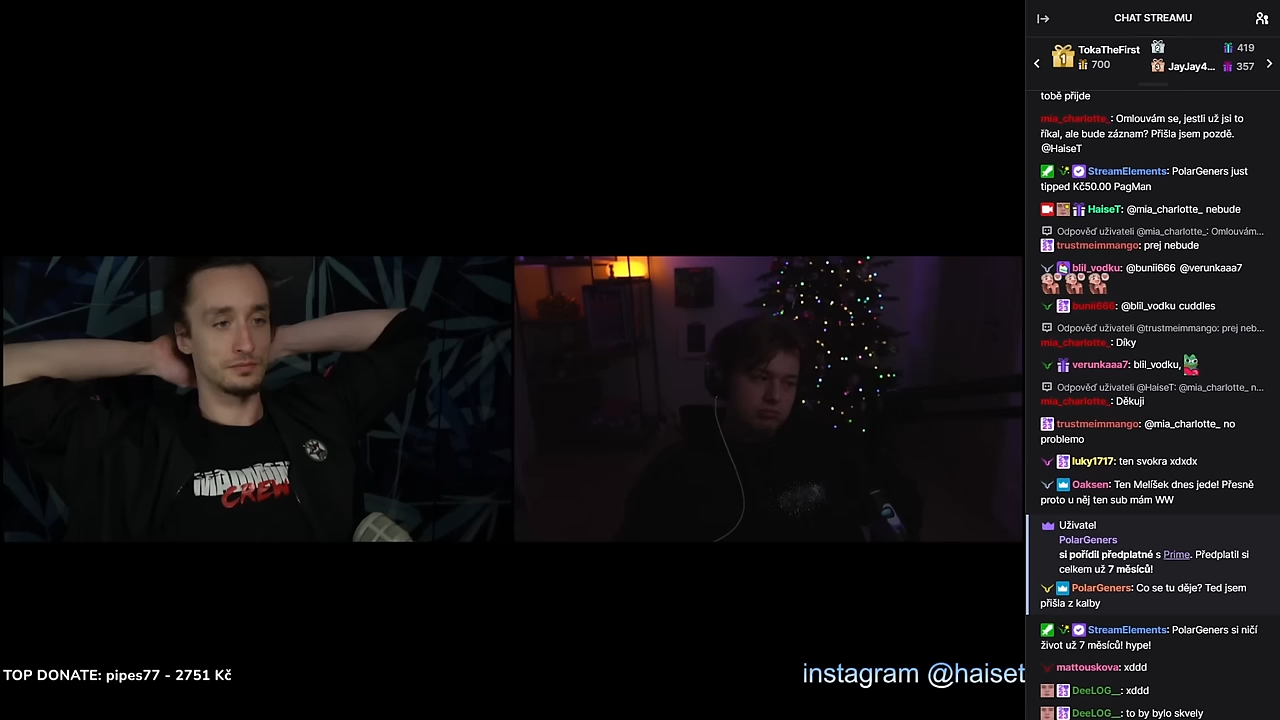 CHAT STREAMU
TokaTheFirst
700
419
JayJay4...
357
tobě přijde
mia_charlotte_: Omlouvám se, jestli už jsi to
říkal, ale bude záznam? Přišla jsem pozdě.
@HaiseT
StreamElements: PolarGeners just
tipped Kč50.00 PagMan
HaiseT: @mia_charlotte_ nebude
Odpověď uživateli @mia_charlotte_: Omlouvám...
trustmeimmango: prej nebude
blil_vodku: @bunii666 @verunkaaa7
bunii666: @blil_vodku cuddles
Odpověď uživateli @trustmeimmango: prej neb...
mia_charlotte_: Díky
verunkaaa7: blil_vodku,
Odpověď uživateli @HaiseT: @mia_charlotte_ n...
mia_charlotte_: Děkuji
trustmeimmango: @mia_charlotte_ no
problemo
luky1717: ten svokra xdxdx
Oaksen: Ten Melíšek dnes jede! Přesně
proto u něj ten sub mám WW
Uživatel
PolarGeners
si pořídil předplatné s Prime. Předplatil si
celkem už 7 měsíců!
PolarGeners: Co se tu děje? Ted jsem
přišla z kalby
StreamElements: PolarGeners si ničí
život už 7 měsíců! hype!
mattouskova: xddd
DeeLOG__: xddd
DeeLOG__: to by bylo skvely
MADMONQ
CREW
TOP DONATE: pipes77 - 2751 Kč
instagram @haiset